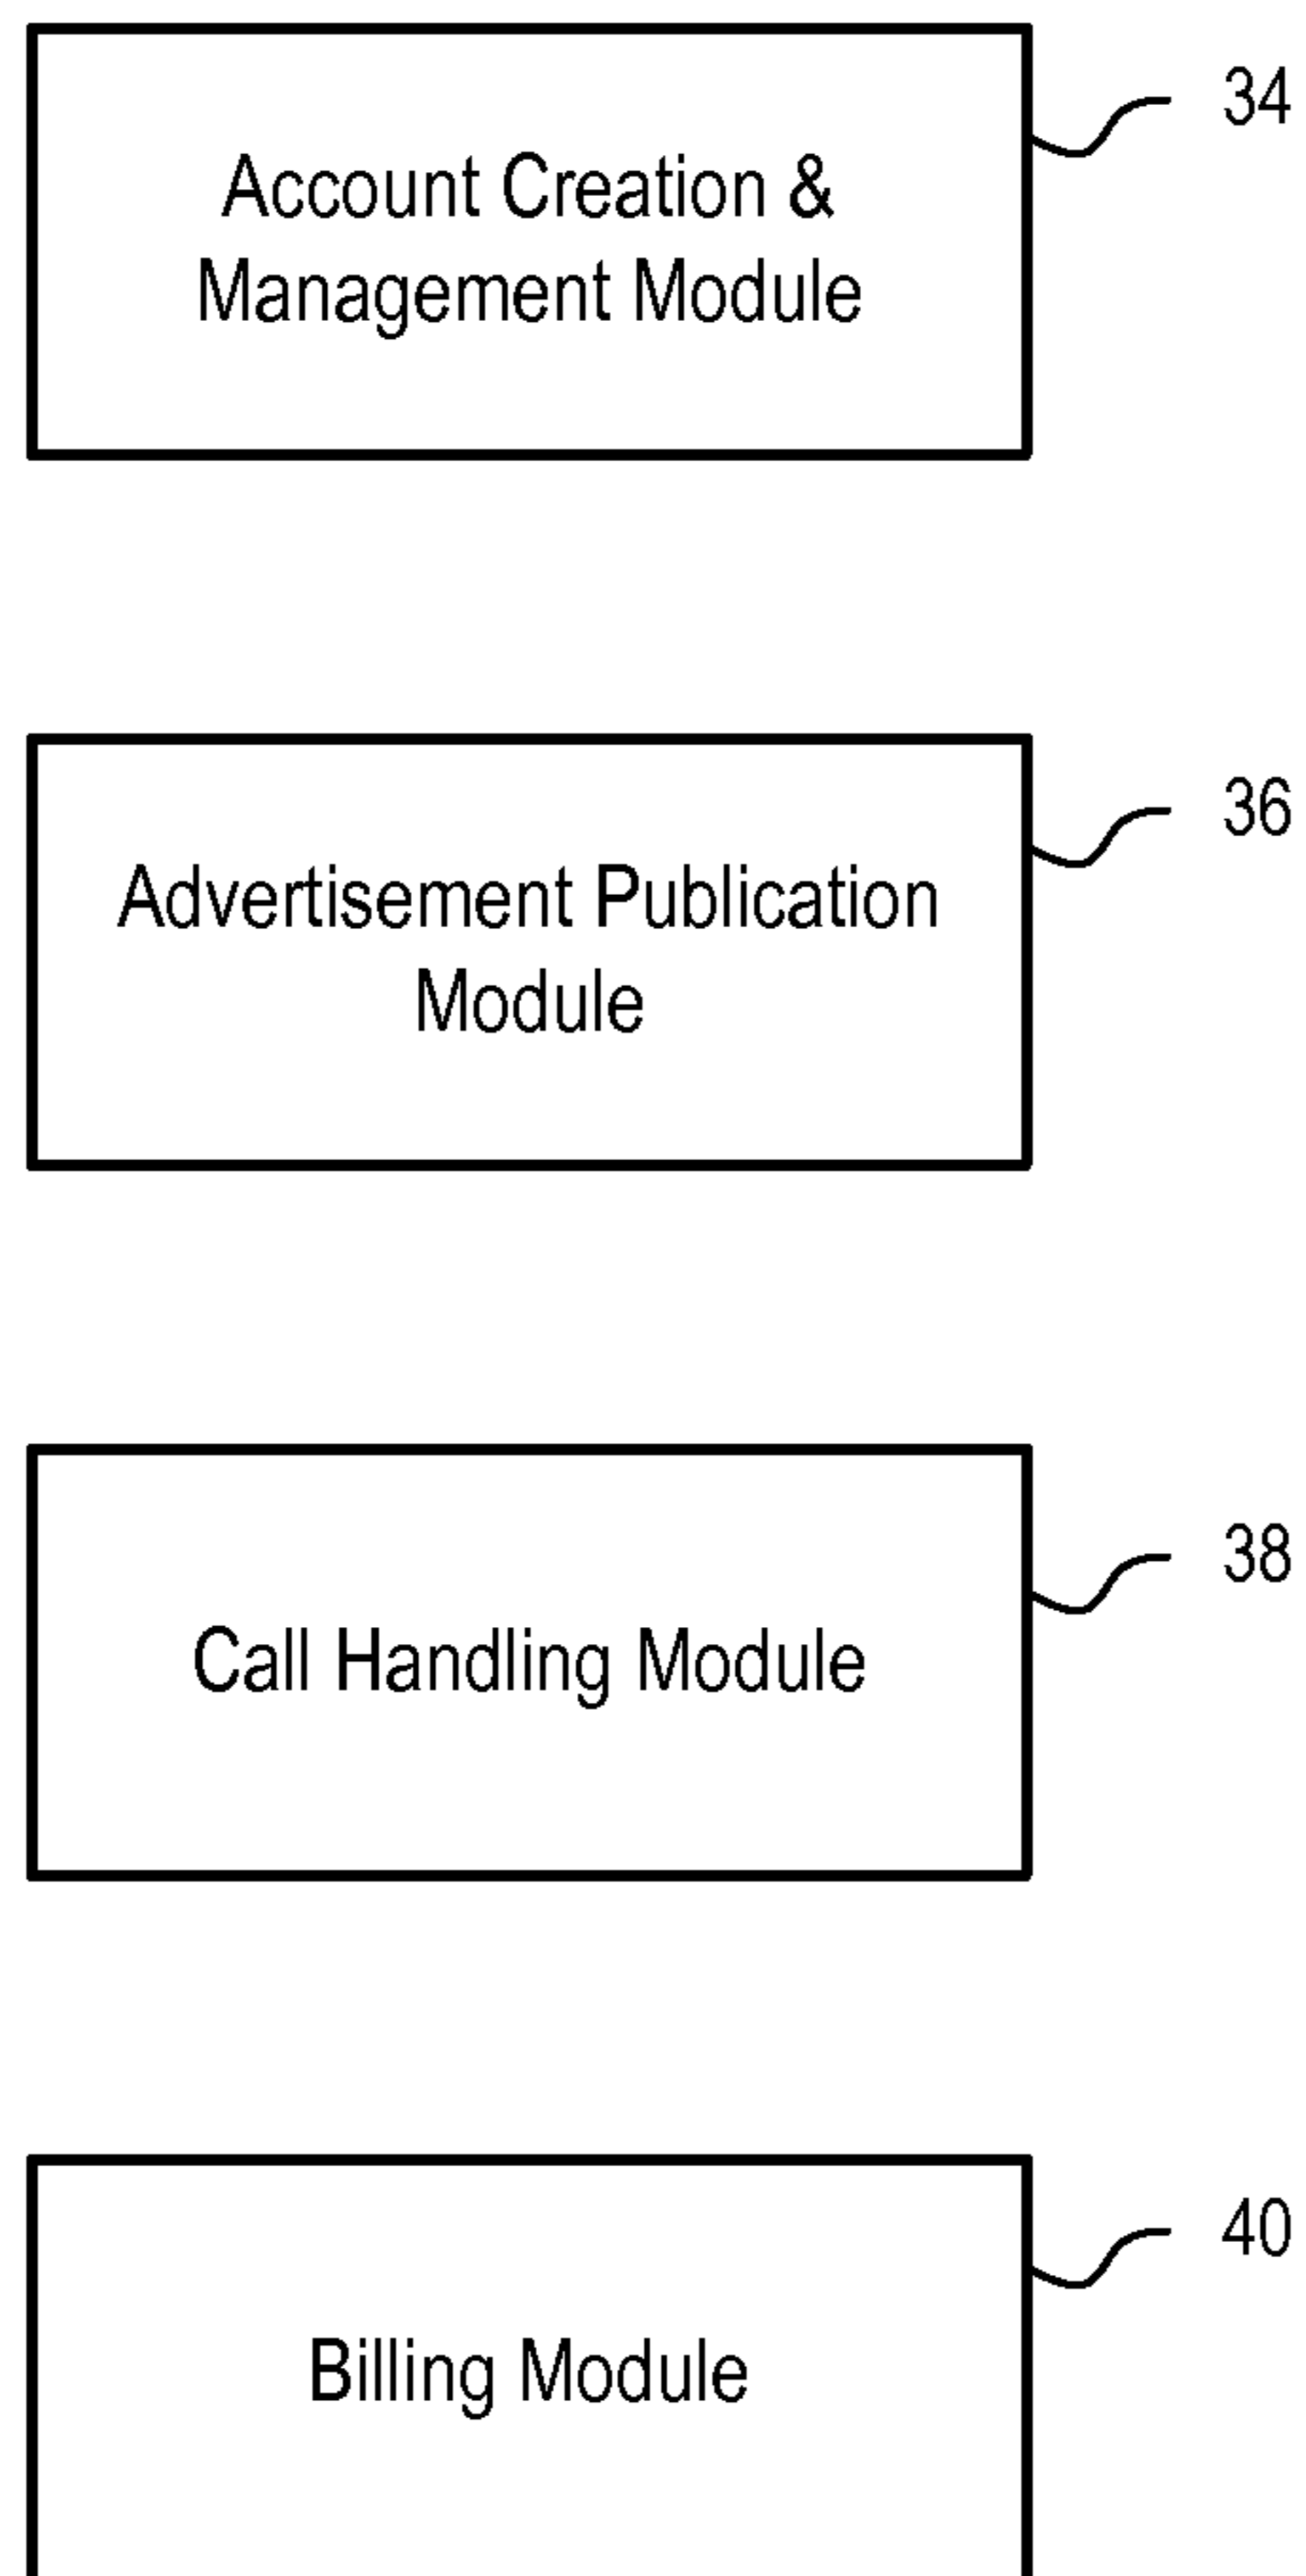 34
Account Creation &
Management Module
36
Advertisement Publication
Module
38
Call Handling Module
40
Billing Module